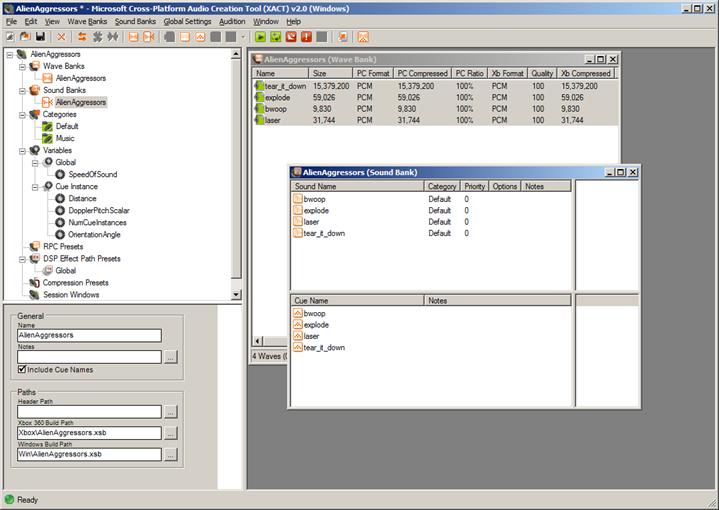 AlienAggressors * - Microsoft Cross-Platform Audio Creation Tool (XACT) v2.0 (Windows)
File Edit View Wave Banks Sound Banks Global Settings Audition Window Help
AlienAggressors
Wave Banks
AlienAggressors
Sound Banks
AlienAggressors
Categories
Default
Music
Variables
Global
SpeedOfSound
Cue Instance
Distance
DopplerPitchScalar
NumCueInstances
OrientationAngle
RPC Presets
DSP Effect Path Presets
Global
Compression Presets
Session Windows
General
Name
AlienAggressors
Notes
...
Include Cue Names
Paths
Header Path
...
Xbox 360 Build Path
Xbox\AlienAggressors.xsb
...
Windows Build Path
Win\AlienAggressors.xsb
...
AlienAggressors (Wave Bank)
Name Size PC Format PC Compressed PC Ratio Xb Format Quality Xb Compressed
tear_it_down 15,379,200 PCM 15,379,200 100% PCM 100 15,379,200
explode 59,026 PCM 59,026 100% PCM 100 59,026
bwoop 9,830 PCM 9,830 100% PCM 100 9,830
laser 31,744 PCM 31,744 100% PCM 100 31,744
4 Waves (
AlienAggressors (Sound Bank)
Sound Name Category Priority Options Notes
bwoop Default 0
explode Default 0
laser Default 0
tear_it_down Default 0
Cue Name Notes
bwoop
explode
laser
tear_it_down
Ready